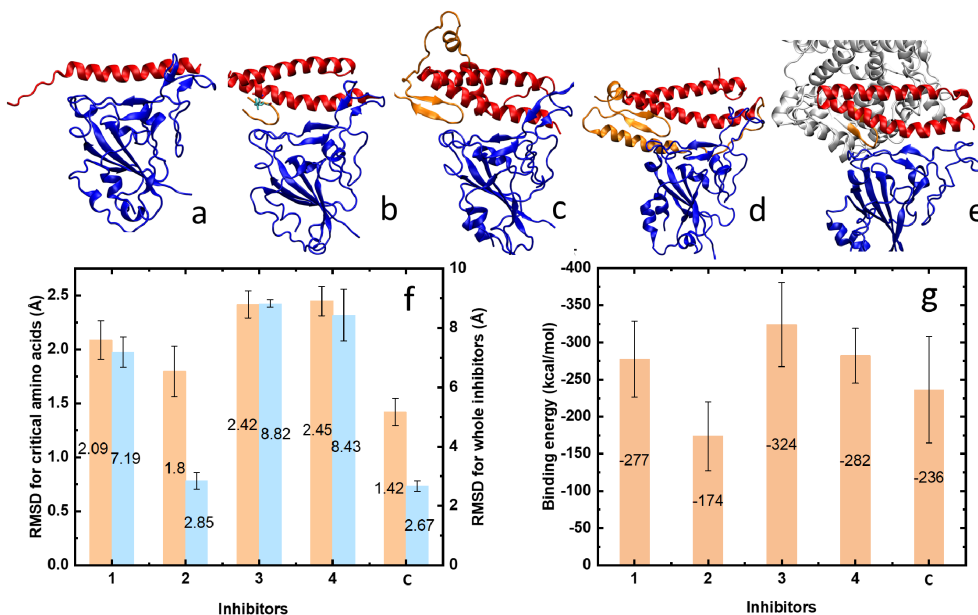 a
b
c
d
e
f
RMSD for critical amino acids (Å)
2.5
2.0
1.5
1.0
0.5
0.0
2.09
7.19
1.8
2.85
2.42
8.82
2.45
8.43
1.42
2.67
10
8
6
4
2
0
RMSD for whole inhibitors (Å)
1 2 3 4 c
Inhibitors
g
Binding energy (kcal/mol)
-400
-350
-300
-250
-200
-150
-100
-50
0
-277
-174
-324
-282
-236
1 2 3 4 c
Inhibitors